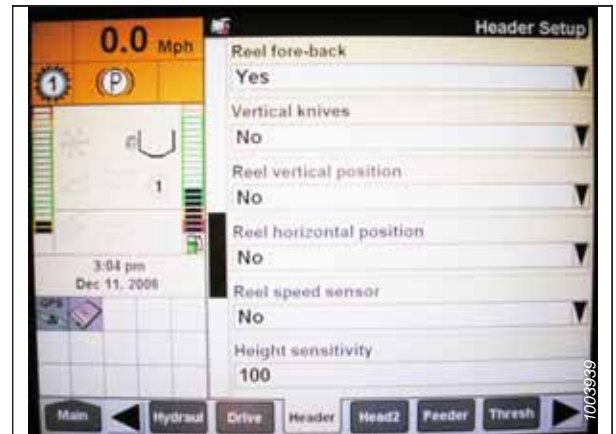 0.0 Mph
Header Setup
1
(P)
Reel fore-back
Yes
Vertical knives
No
Reel vertical position
No
1
Reel horizontal position
No
3:04 pm
Dec 11, 2006
Reel speed sensor
No
GPS
Height sensitivity
100
Main
Hydraul
Drive
Header
Head2
Feeder
Thresh
1003939